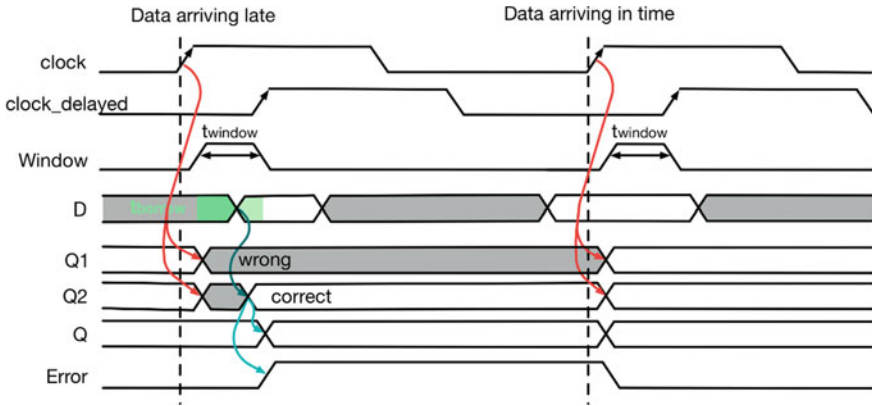 Data arriving late
Data arriving in time
clock
clock_delayed
twindow
twindow
Window
D
Q1
wrong
Q2
correct
Q
Error